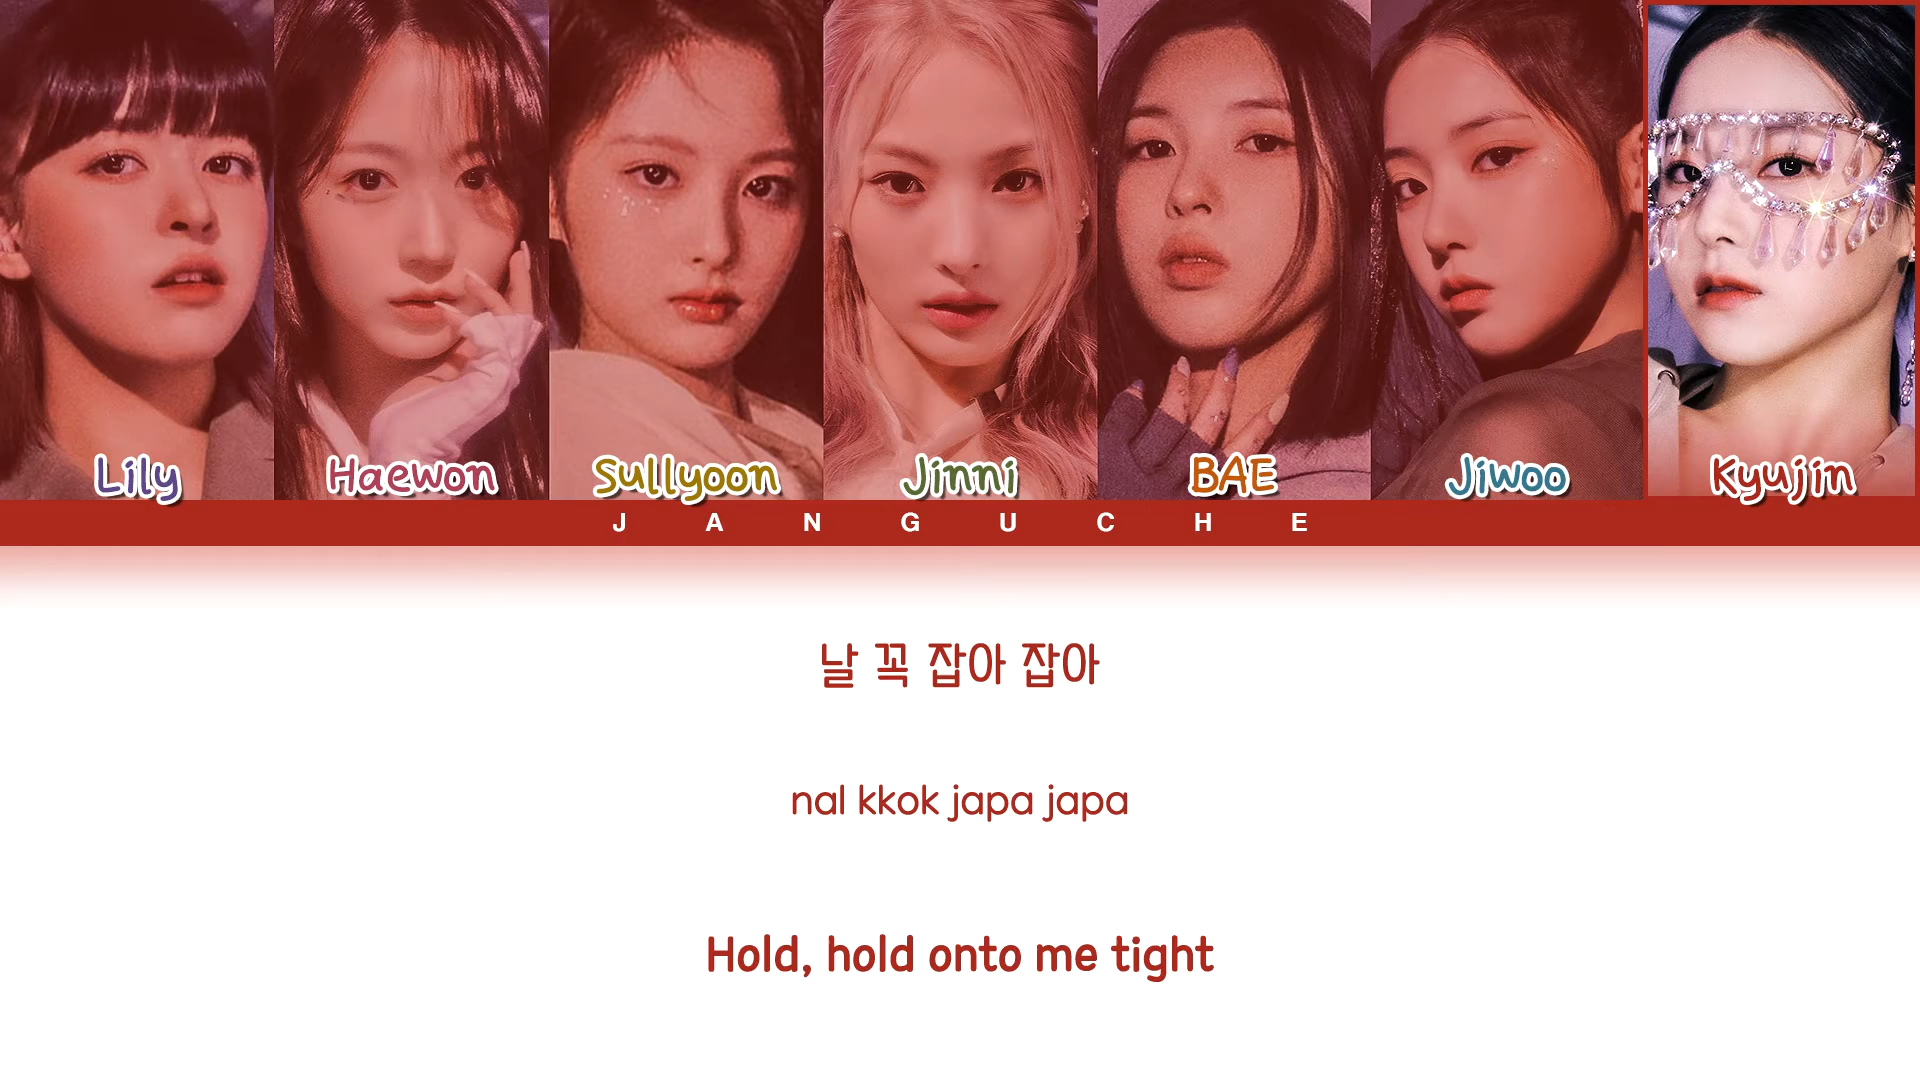 Lily Haewon Sullyoon Jinni BAE Jiwoo Kyujin
JANGUCHE
날 꼭 잡아 잡아
nal kkok japa japa
Hold, hold onto me tight